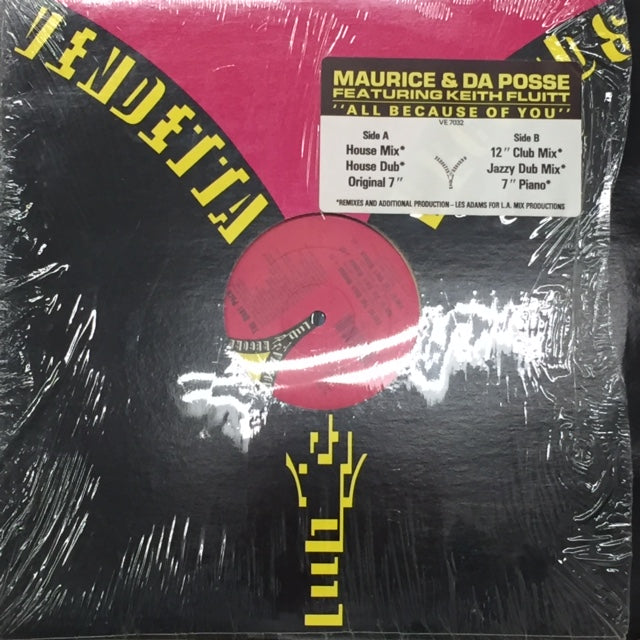 VENDETTA
MAURICE & DA POSSE
FEATURING KEITH FLUITT
"ALL BECAUSE OF YOU"
VE 7032
Side A
House Mix*
House Dub*
Original 7"
Side B
12" Club Mix*
Jazzy Dub Mix*
7" Piano*
*REMIXES AND ADDITIONAL PRODUCTION – LES ADAMS FOR L.A. MIX PRODUCTIONS